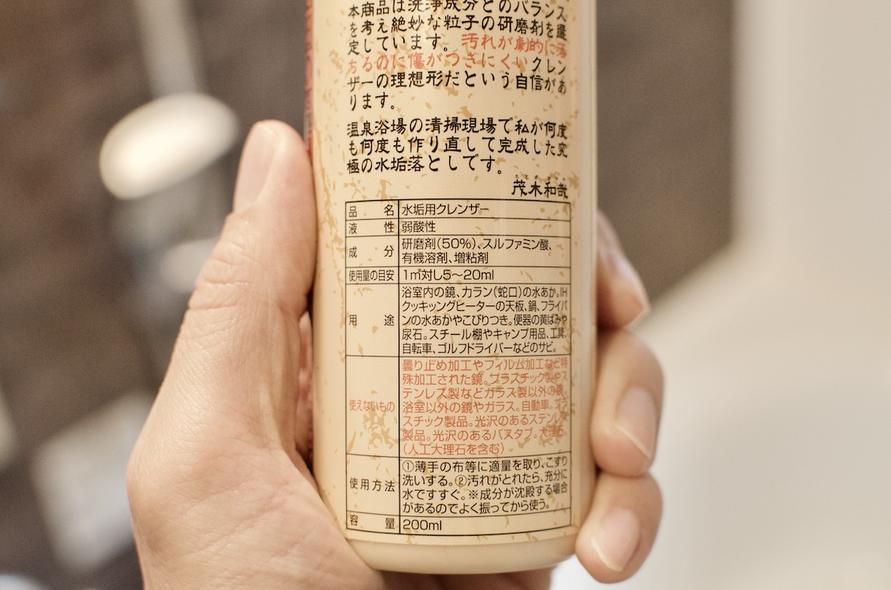 本商品は洗浄成分とのバランス
を考え絶妙な粒子の研磨剤を選
定しています。汚れが劇的に落
ちるのに傷がつきにくいクレン
ザーの理想形だという自信があ
ります。
温泉浴場の清掃現場で私が何度
も何度も作り直して完成した究
極の水垢落としです。
茂木和哉
品 名 水垢用クレンザー
液 性 弱酸性
成 分 研磨剤(50%)、スルファミン酸、
有機溶剤、増粘剤
使用量の目安 1㎡対し5〜20ml
用 途 浴室内の鏡、カラン(蛇口)の水あか。IH
クッキングヒーターの天板、鍋、フライパ
ンの水あかやこびりつき。便器の黄ばみや
尿石。スチール棚やキャンプ用品、工具、
自転車、ゴルフドライバーなどのサビ。
使えないもの 曇り止め加工やフィルム加工など特
殊加工された鏡。プラスチック製やス
テンレス製などガラス製以外の鏡。
浴室以外の鏡やガラス。自動車。プラ
スチック製品。光沢のあるステンレス
製品。光沢のあるバスタブ。大理石
(人工大理石を含む)
使用方法 ①薄手の布等に適量を取り、こすり
洗いする。②汚れがとれたら、充分に
水ですすぐ。※成分が沈殿する場合
があるのでよく振ってから使う。
容 量 200ml